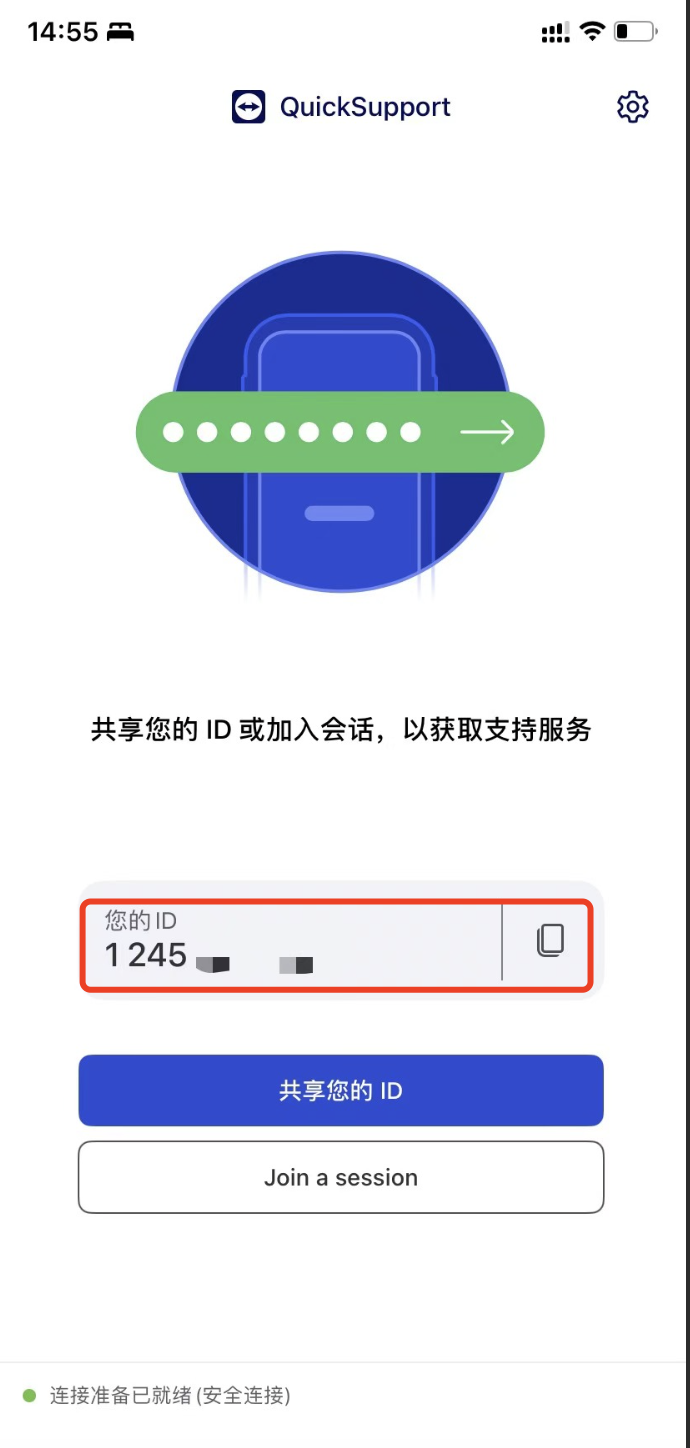 14:55
QuickSupport
共享您的 ID 或加入会话，以获取支持服务
您的 ID
1 245
共享您的 ID
Join a session
连接准备已就绪 (安全连接)